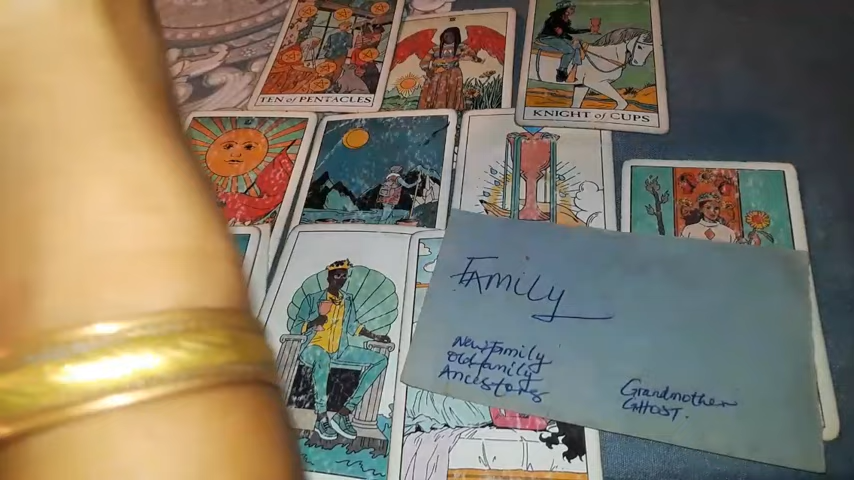 TEN OF PENTACLES
KNIGHT OF CUPS
FAMILY
New Family
Old family
Ancestors
Grandmother
GHOST.